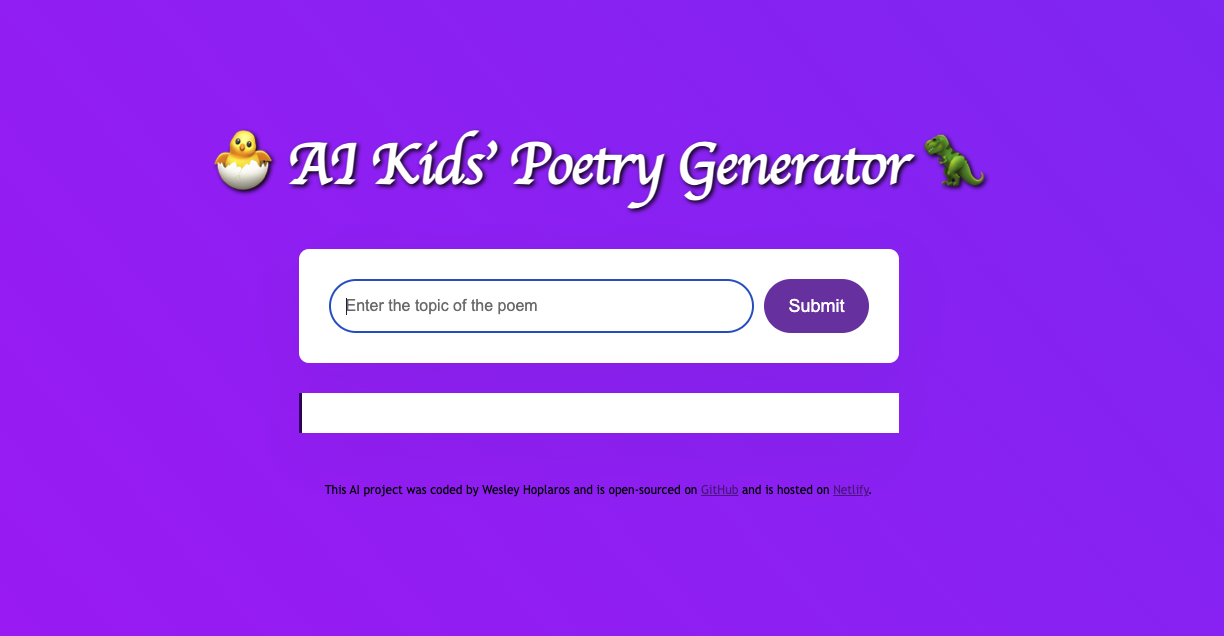 🐣 AI Kids’ Poetry Generator 🦖
Enter the topic of the poem
Submit
This AI project was coded by Wesley Hoplaros and is open-sourced on GitHub and is hosted on Netlify.